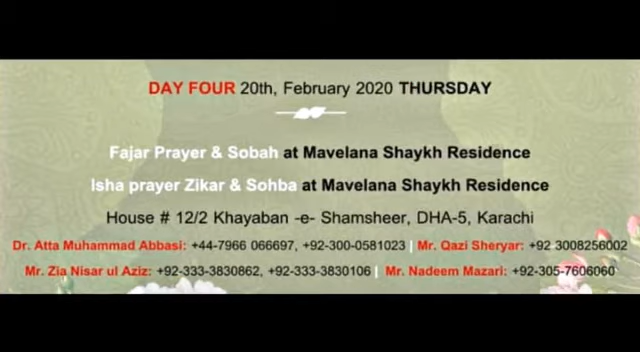 DAY FOUR 20th, February 2020 THURSDAY
Fajar Prayer & Sobah at Mavelana Shaykh Residence
Isha prayer Zikar & Sohba at Mavelana Shaykh Residence
House # 12/2 Khayaban -e- Shamsheer, DHA-5, Karachi
Dr. Atta Muhammad Abbasi: +44-7966 066697, +92-300-0581023 | Mr. Qazi Sheryar: +92 3008256002
Mr. Zia Nisar ul Aziz: +92-333-3830862, +92-333-3830106 | Mr. Nadeem Mazari: +92-305-7606060